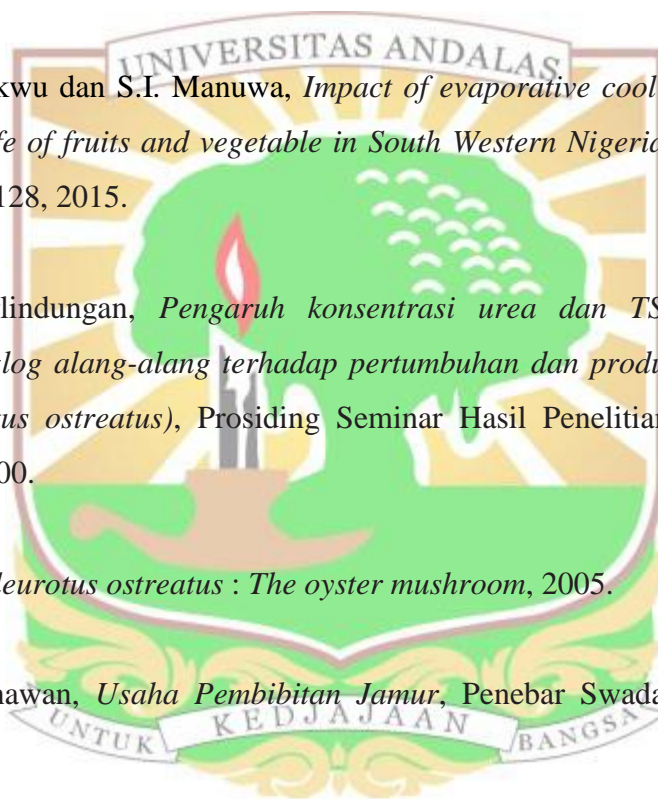 UNIVERSITAS ANDALAS
kwu dan S.I. Manuwa, Impact of evaporative cool
fe of fruits and vegetable in South Western Nigeria
128, 2015.
lindungan, Pengaruh konsentrasi urea dan TS
log alang-alang terhadap pertumbuhan dan produ
tus ostreatus), Prosiding Seminar Hasil Penelitian
00.
leurotus ostreatus : The oyster mushroom, 2005.
nawan, Usaha Pembibitan Jamur, Penebar Swada
UNTUK KEDJAJAAN BANGSA